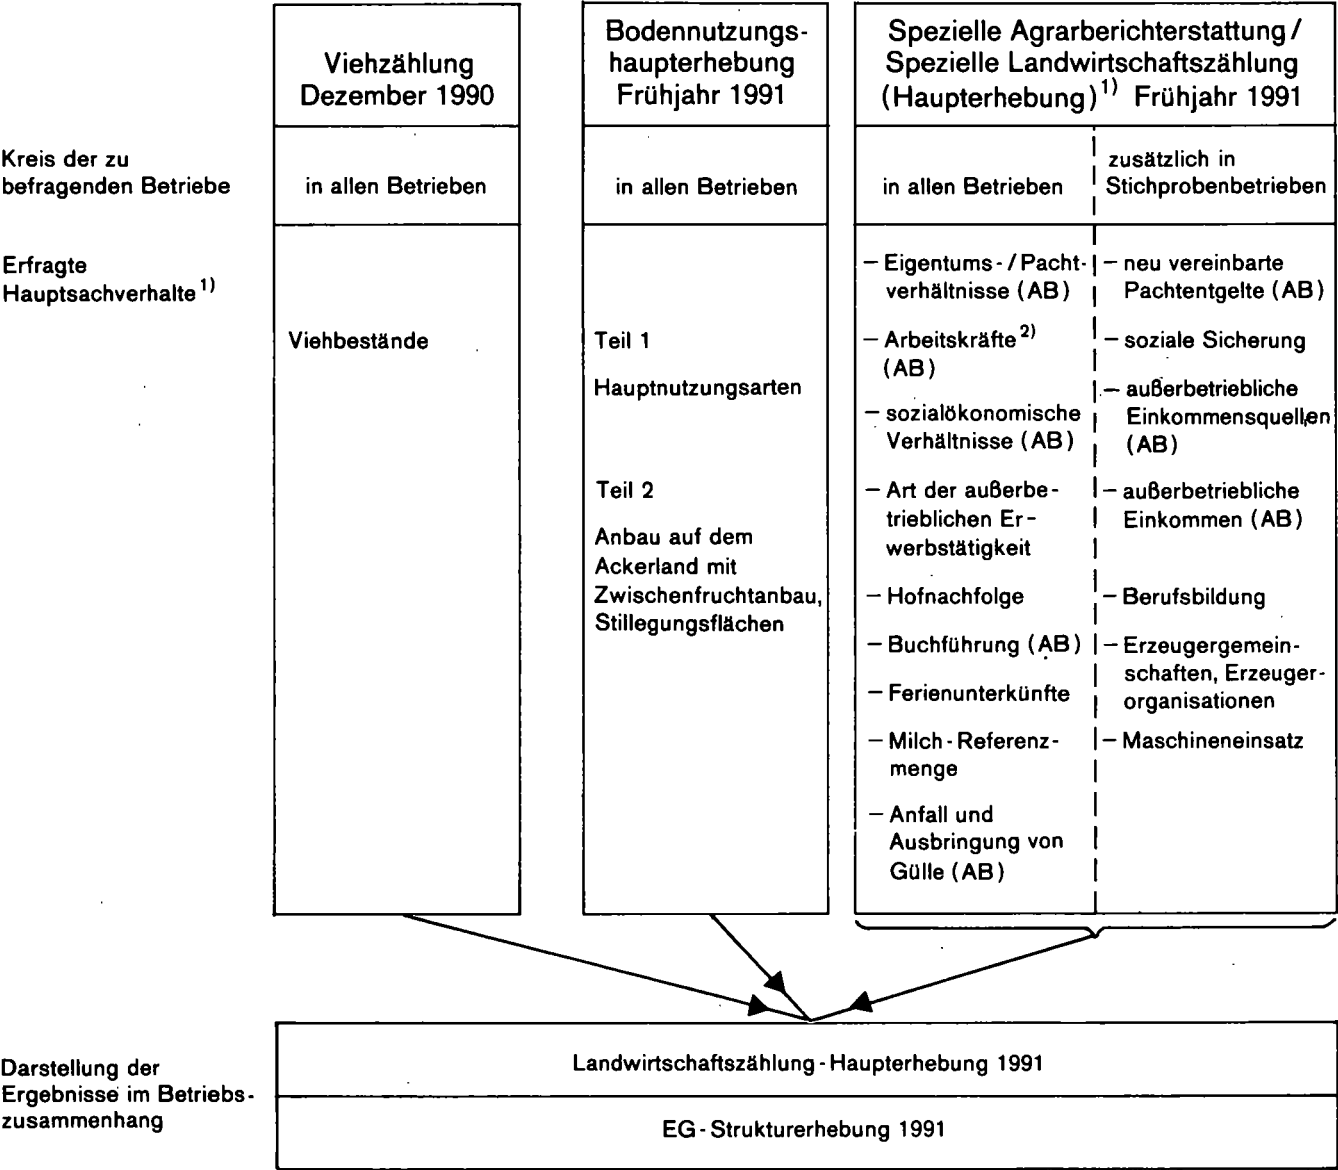 Viehzählung
Dezember 1990
Bodennutzungs-
haupterhebung
Frühjahr 1991
Spezielle Agrarberichterstattung /
Spezielle Landwirtschaftszählung
(Haupterhebung)1) Frühjahr 1991
Kreis der zu
befragenden Betriebe
in allen Betrieben
in allen Betrieben
in allen Betrieben
zusätzlich in
Stichprobenbetrieben
Erfragte
Hauptsachverhalte1)
Viehbestände
Teil 1
Hauptnutzungsarten
Teil 2
Anbau auf dem
Ackerland mit
Zwischenfruchtanbau,
Stillegungsflächen
– Eigentums-/Pacht-
verhältnisse (AB)
– Arbeitskräfte2)
(AB)
– sozialökonomische
Verhältnisse (AB)
– Art der außerbe-
trieblichen Er-
werbstätigkeit
– Hofnachfolge
– Buchführung (AB)
– Ferienunterkünfte
– Milch-Referenz-
menge
– Anfall und
Ausbringung von
Gülle (AB)
– neu vereinbarte
Pachtentgelte (AB)
– soziale Sicherung
– außerbetriebliche
Einkommensquellen
(AB)
– außerbetriebliche
Einkommen (AB)
– Berufsbildung
– Erzeugergemein-
schaften, Erzeuger-
organisationen
– Maschineneinsatz
Darstellung der
Ergebnisse im Betriebs-
zusammenhang
Landwirtschaftszählung-Haupterhebung 1991
EG-Strukturerhebung 1991